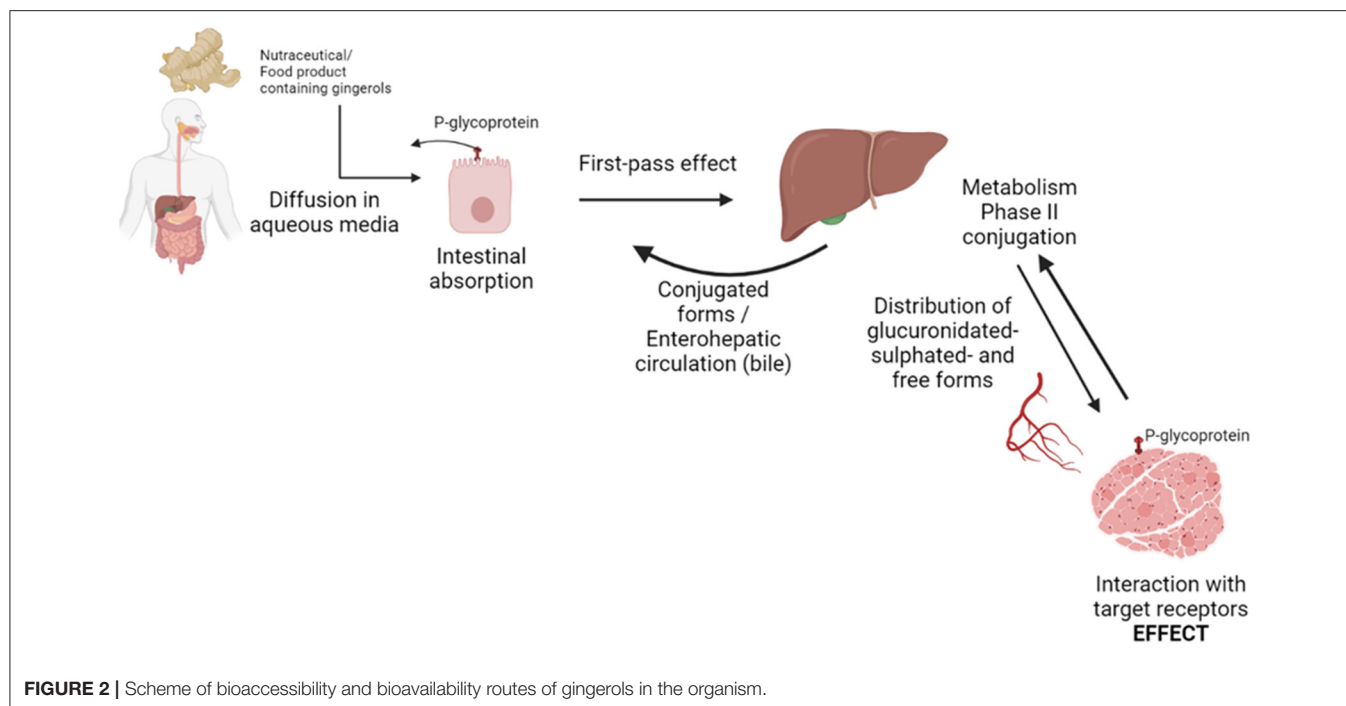 Nutraceutical/
Food product
containing gingerols
P-glycoprotein
Diffusion in
aqueous media
Intestinal
absorption
First-pass effect
Conjugated
forms /
Enterohepatic
circulation (bile)
Metabolism
Phase II
conjugation
Distribution of
glucuronidated-
sulphated- and
free forms
P-glycoprotein
Interaction with
target receptors
EFFECT
FIGURE 2 | Scheme of bioaccessibility and bioavailability routes of gingerols in the organism.